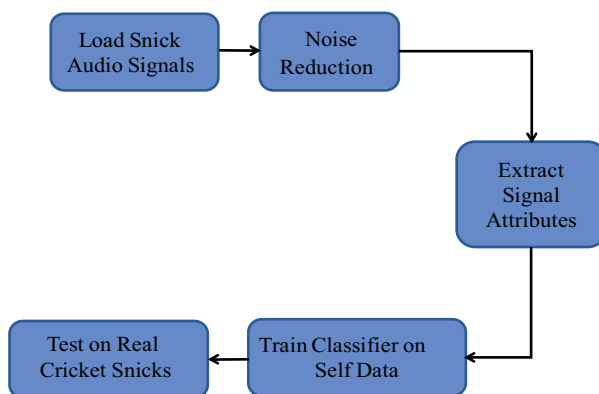 Load Snick
Audio Signals
Noise
Reduction
Extract
Signal
Attributes
Train Classifier on
Self Data
Test on Real
Cricket Snicks